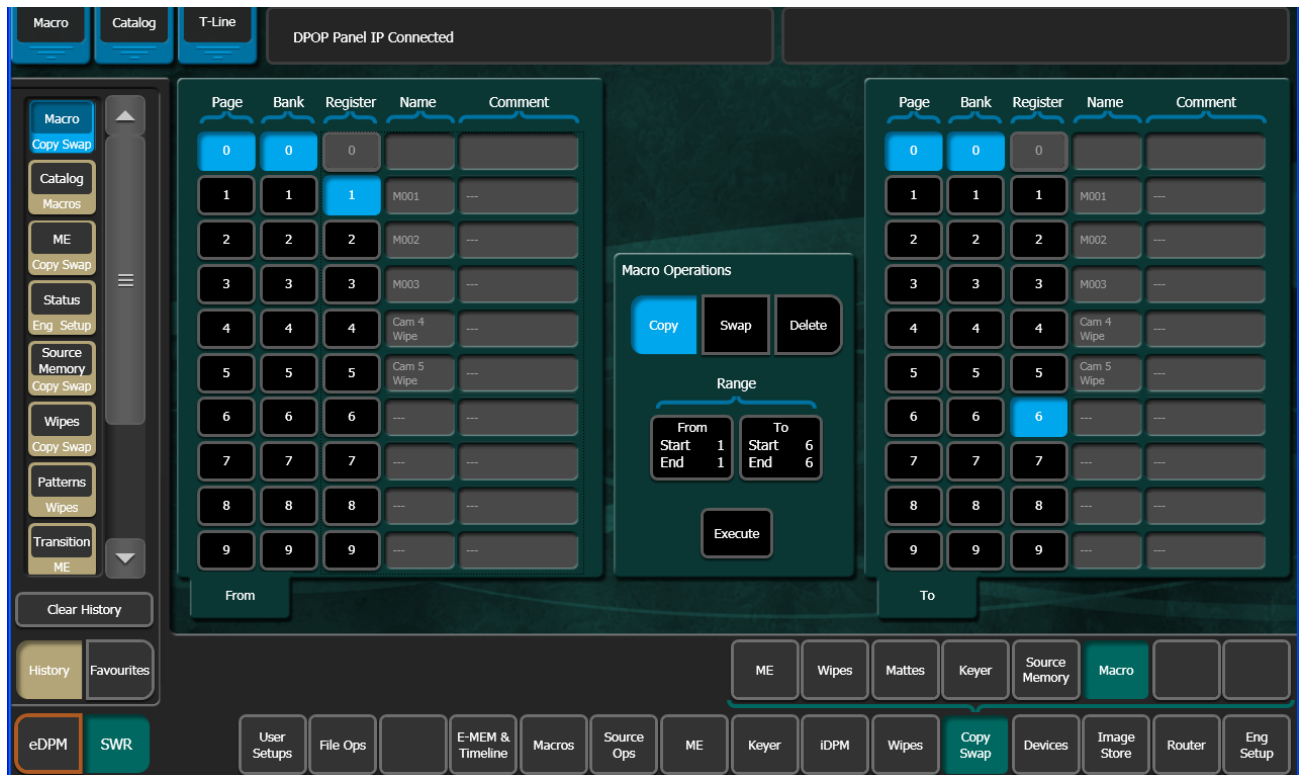 Macro Catalog T-Line
DPOP Panel IP Connected
Macro
Copy Swap
Catalog
Macros
ME
Copy Swap
Status
Eng Setup
Source
Memory
Copy Swap
Wipes
Copy Swap
Patterns
Wipes
Transition
ME
Clear History
History Favourites
eDPM SWR
Page Bank Register Name Comment
0 0 0
1 1 1 M001 ---
2 2 2 M002 ---
3 3 3 M003 ---
4 4 4 Cam 4 ---
Wipe
5 5 5 Cam 5 ---
Wipe
6 6 6 --- ---
7 7 7 --- ---
8 8 8 --- ---
9 9 9 --- ---
From
Macro Operations
Copy Swap Delete
Range
From To
Start 1 Start 6
End 1 End 6
Execute
Page Bank Register Name Comment
0 0 0
1 1 1 M001 ---
2 2 2 M002 ---
3 3 3 M003 ---
4 4 4 Cam 4 ---
Wipe
5 5 5 Cam 5 ---
Wipe
6 6 6 --- ---
7 7 7 --- ---
8 8 8 --- ---
9 9 9 --- ---
To
ME Wipes Mattes Keyer Source Macro
Memory
User File Ops E-MEM & Macros Source ME Keyer iDPM Wipes Copy Devices Image Router Eng
Setups Timeline Ops Swap Store Setup